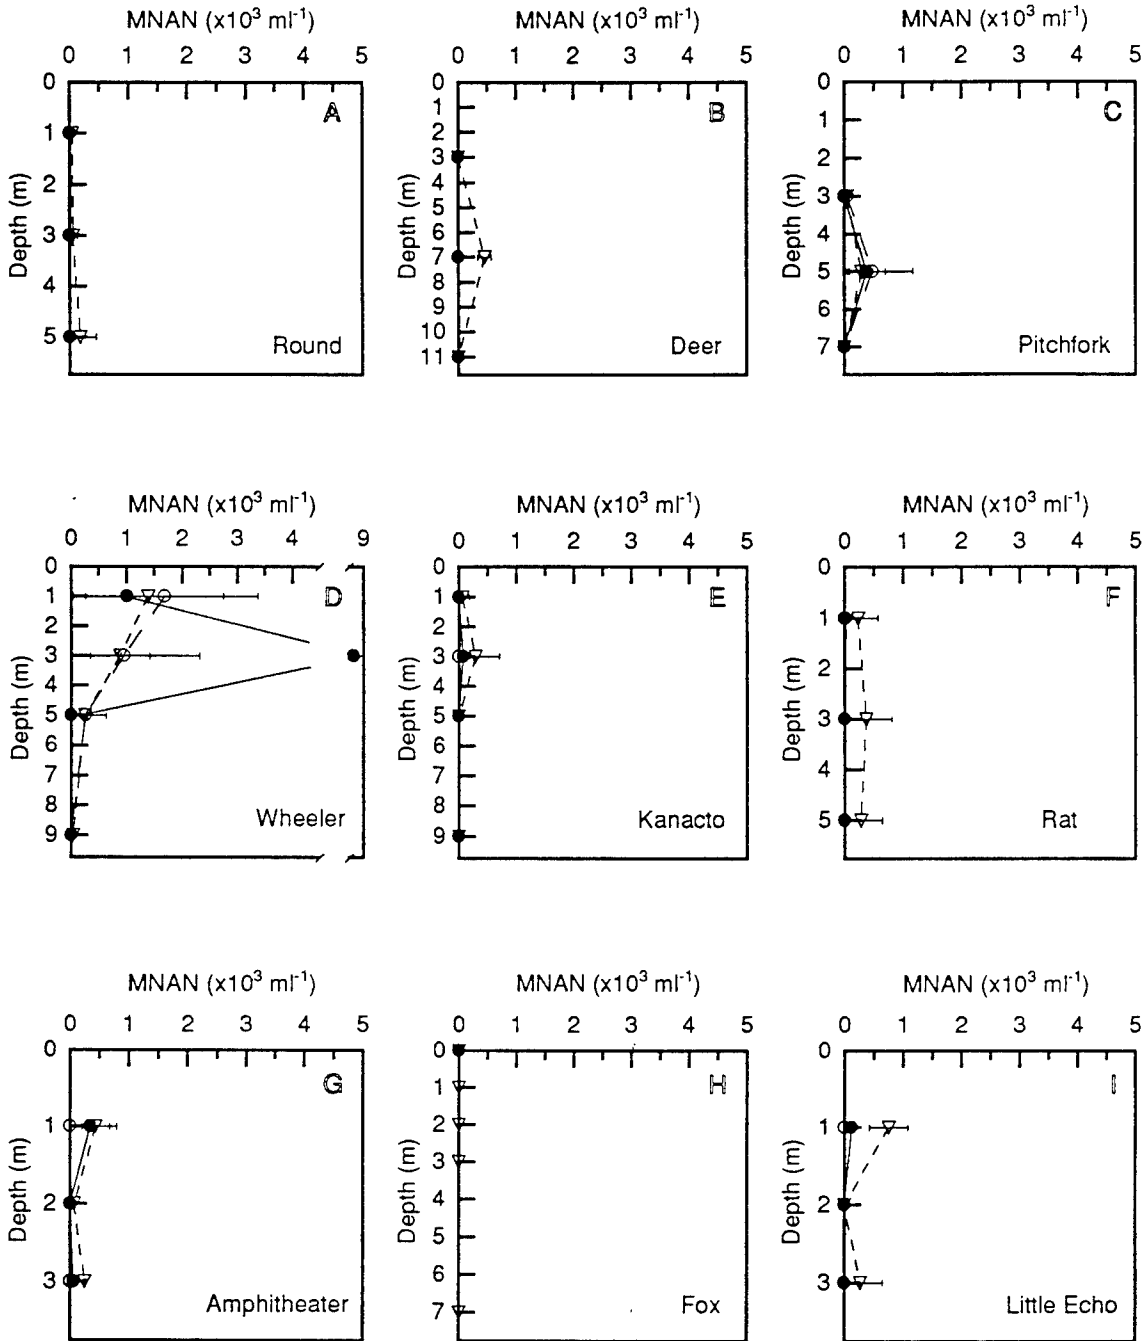 MNAN (x10³ ml⁻¹) MNAN (x10³ ml⁻¹) MNAN (x10³ ml⁻¹)
0 1 2 3 4 5 0 1 2 3 4 5 0 1 2 3 4 5
Depth (m)
0
1
2
3
4
5
A
Round
Depth (m)
0
1
2
3
4
5
6
7
8
9
10
11
B
Deer
Depth (m)
0
1
2
3
4
5
6
7
C
Pitchfork
MNAN (x10³ ml⁻¹) MNAN (x10³ ml⁻¹) MNAN (x10³ ml⁻¹)
0 1 2 3 4 9 0 1 2 3 4 5 0 1 2 3 4 5
Depth (m)
0
1
2
3
4
5
6
7
8
9
D
Wheeler
Depth (m)
0
1
2
3
4
5
6
7
8
9
E
Kanacto
Depth (m)
0
1
2
3
4
5
F
Rat
MNAN (x10³ ml⁻¹) MNAN (x10³ ml⁻¹) MNAN (x10³ ml⁻¹)
0 1 2 3 4 5 0 1 2 3 4 5 0 1 2 3 4 5
Depth (m)
0
1
2
3
G
Amphitheater
Depth (m)
0
1
2
3
4
5
6
7
H
Fox
Depth (m)
0
1
2
3
I
Little Echo